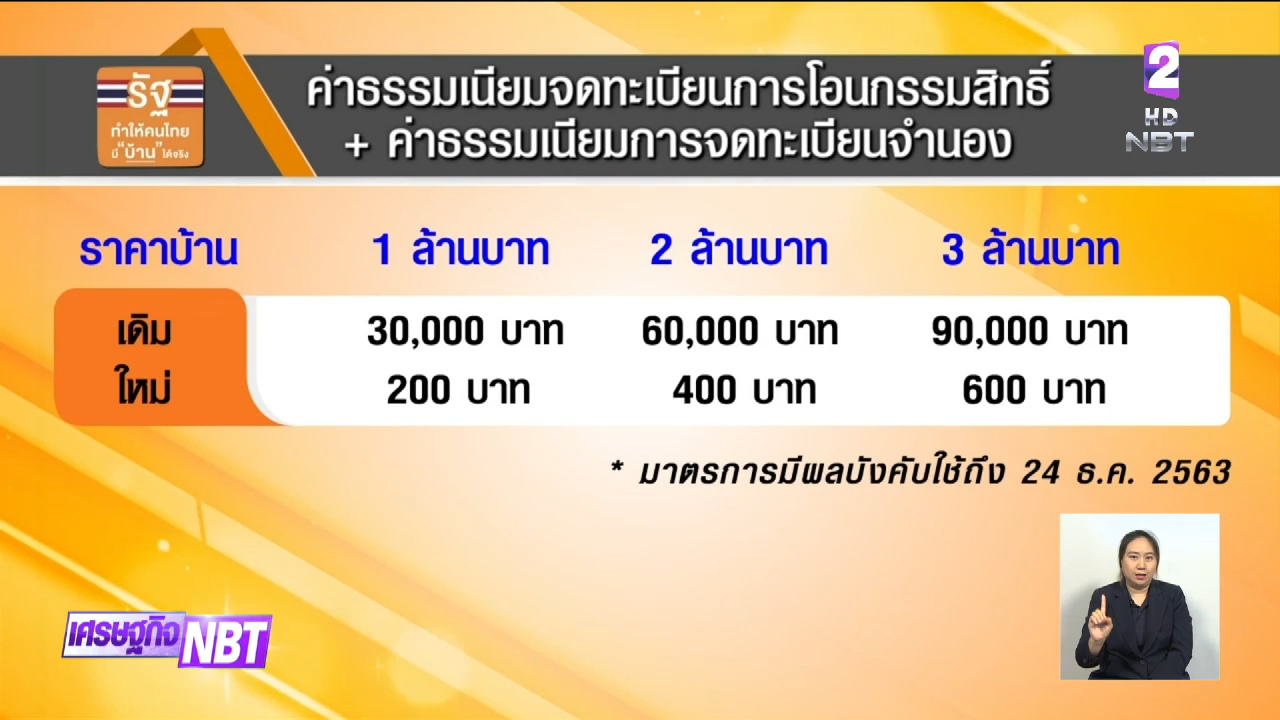 รัฐ
ทำให้คนไทย
มี "บ้าน" ได้จริง
ค่าธรรมเนียมจดทะเบียนการโอนกรรมสิทธิ์
+ ค่าธรรมเนียมการจดทะเบียนจำนอง
2
HD
NBT
ราคาบ้าน 1 ล้านบาท 2 ล้านบาท 3 ล้านบาท
เดิม 30,000 บาท 60,000 บาท 90,000 บาท
ใหม่ 200 บาท 400 บาท 600 บาท
* มาตรการมีผลบังคับใช้ถึง 24 ธ.ค. 2563
เศรษฐกิจ NBT